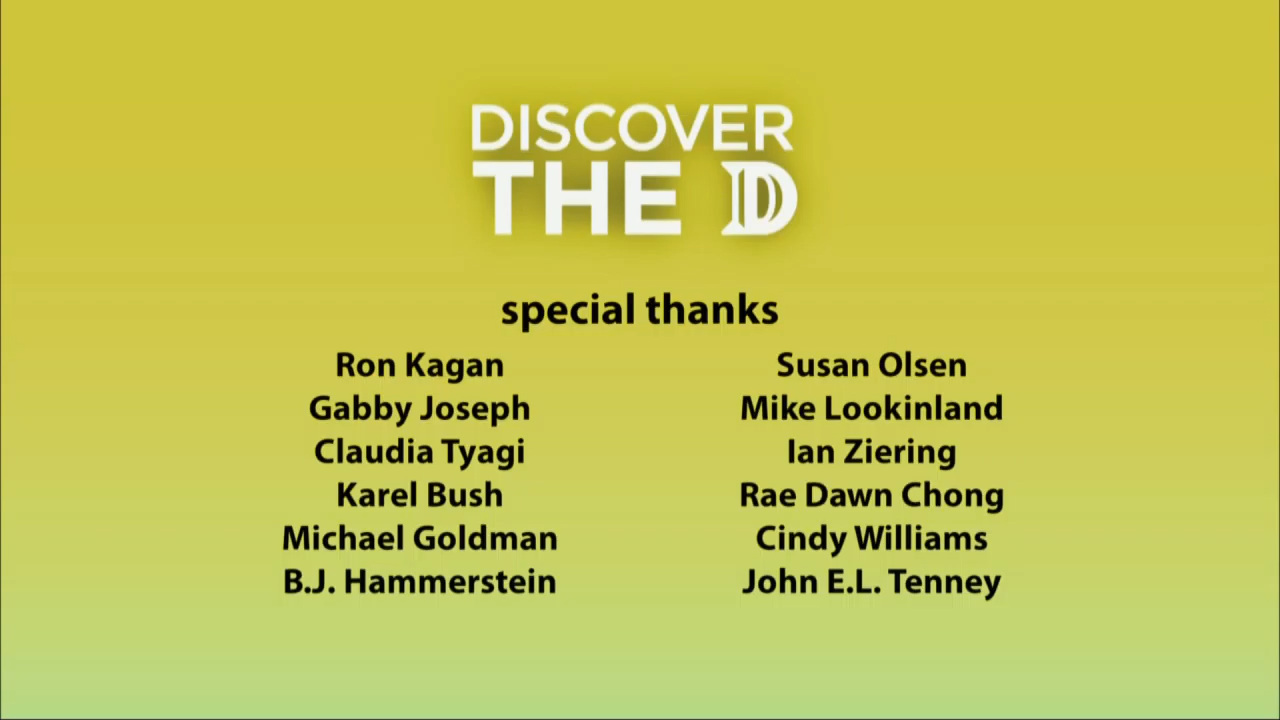 DISCOVER
THE D
special thanks
Ron Kagan
Gabby Joseph
Claudia Tyagi
Karel Bush
Michael Goldman
B.J. Hammerstein
Susan Olsen
Mike Lookinland
Ian Ziering
Rae Dawn Chong
Cindy Williams
John E.L. Tenney